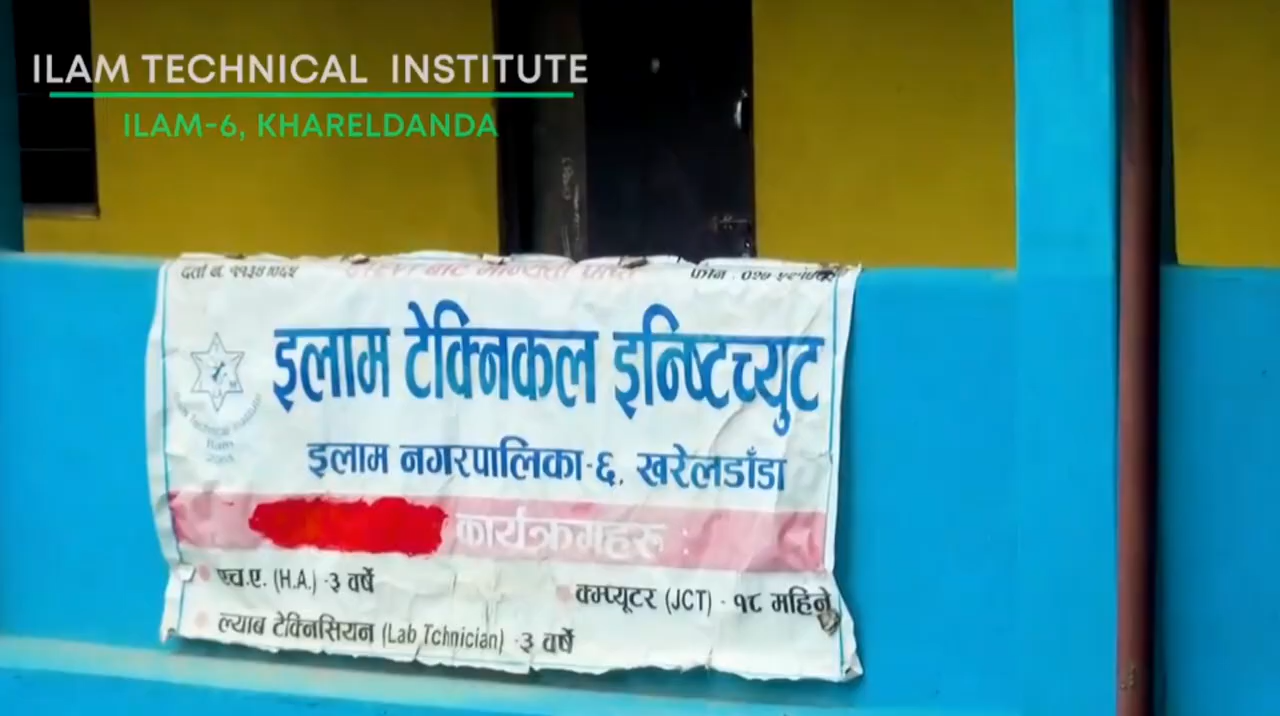 ILAM TECHNICAL INSTITUTE
ILAM-6, KHARELDANDA
इलाम टेक्निकल इन्ष्टिच्युट
इलाम नगरपालिका-६, खरेलडाँडा
कार्यक्रमहरु :
एच.ए. (H.A.) -३ वर्षे
कम्प्यूटर (JCT) - १८ महिने
ल्याब टेक्निसियन (Lab Tchnician) -३ वर्षे